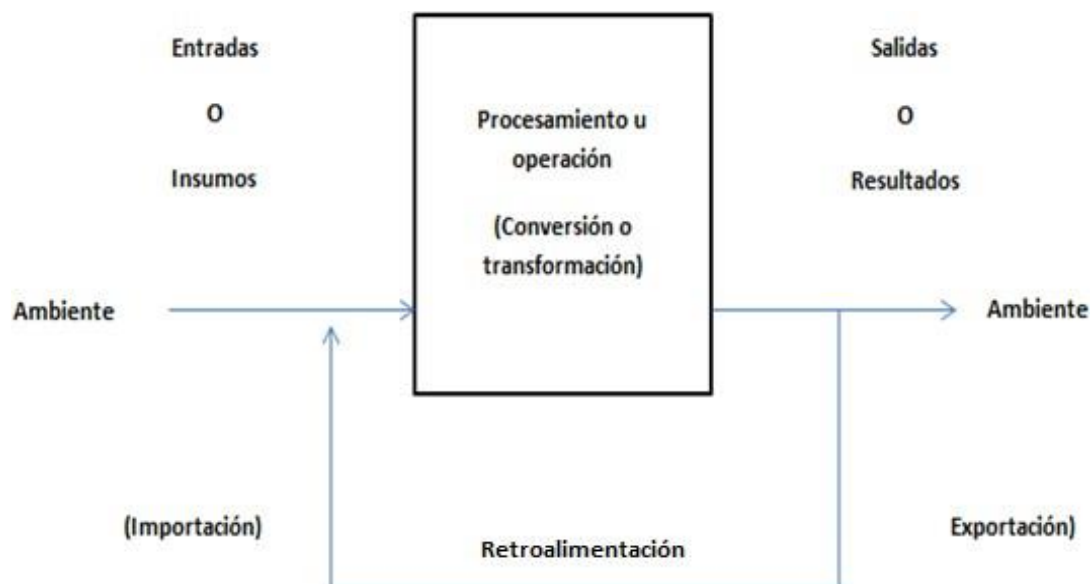 Entradas
O
Insumos
Procesamiento u
operación
(Conversión o
transformación)
Salidas
O
Resultados
Ambiente
Ambiente
(Importación)
Retroalimentación
Exportación)